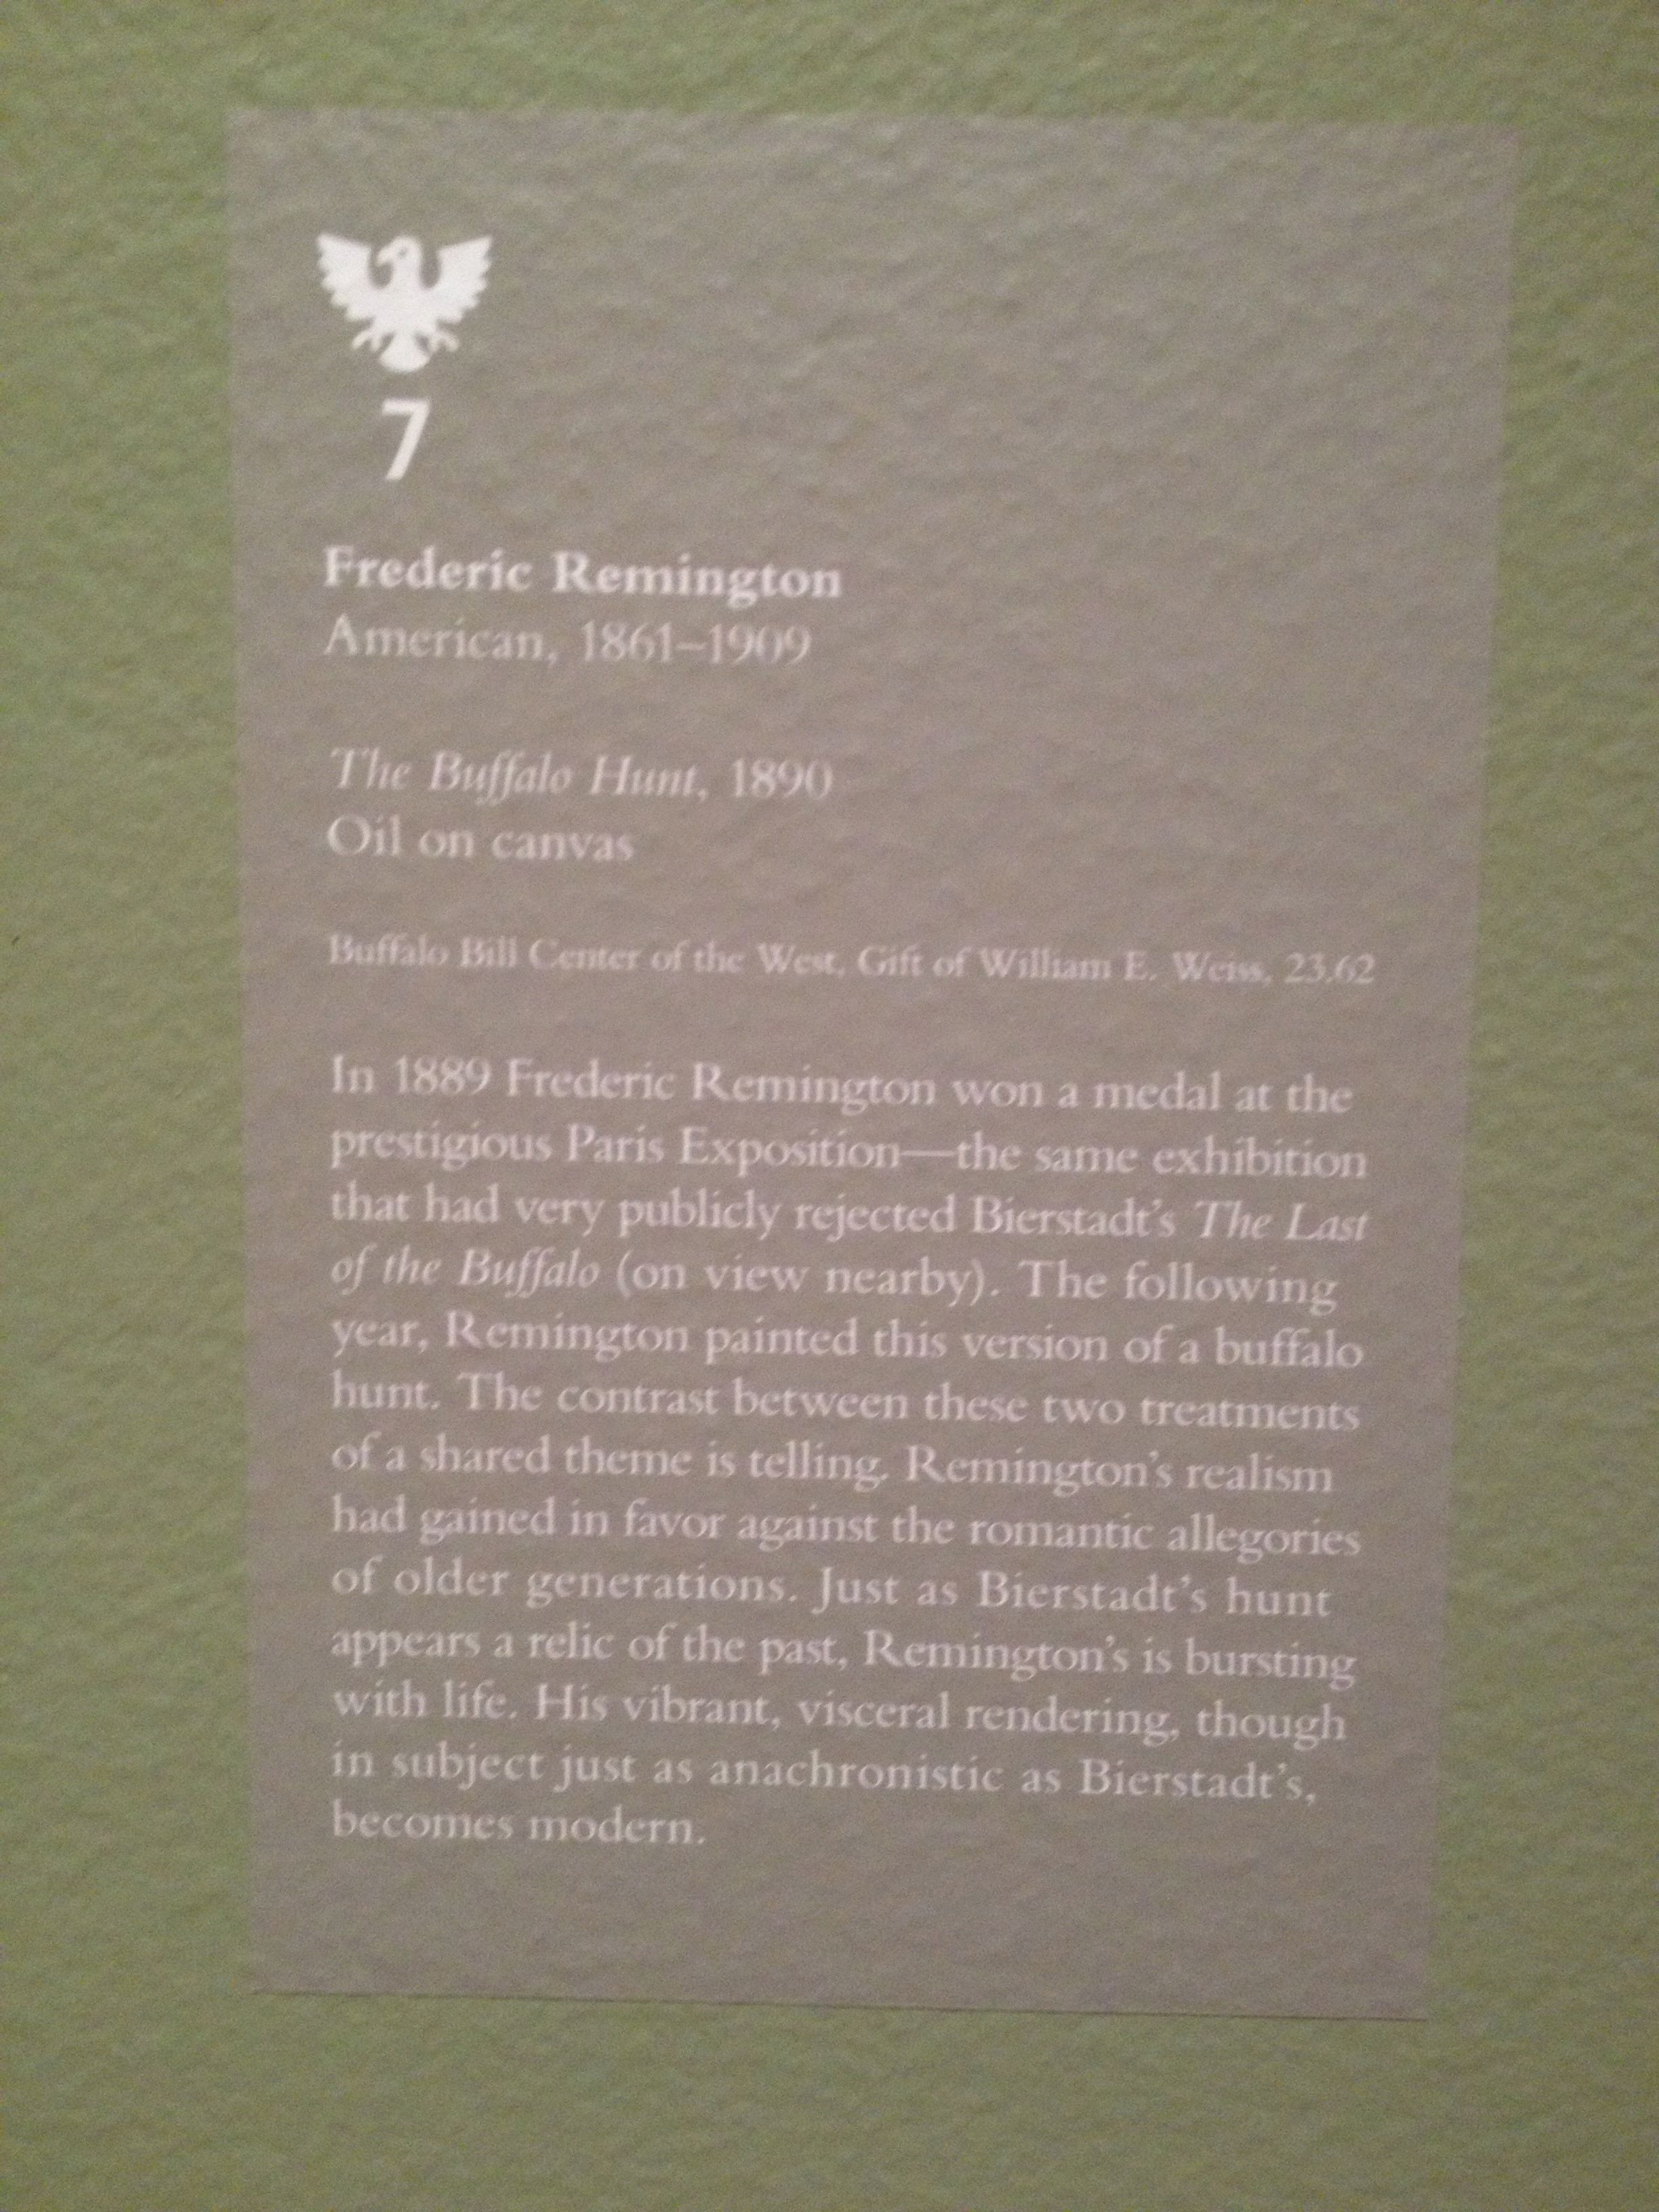 7
Frederic Remington
American, 1861–1909
The Buffalo Hunt, 1890
Oil on canvas
Buffalo Bill Center of the West, Gift of William E. Weiss, 23.62
In 1889 Frederic Remington won a medal at the
prestigious Paris Exposition—the same exhibition
that had very publicly rejected Bierstadt's The Last
of the Buffalo (on view nearby). The following
year, Remington painted this version of a buffalo
hunt. The contrast between these two treatments
of a shared theme is telling. Remington's realism
had gained in favor against the romantic allegories
of older generations. Just as Bierstadt's hunt
appears a relic of the past, Remington's is bursting
with life. His vibrant, visceral rendering, though
in subject just as anachronistic as Bierstadt's,
becomes modern.